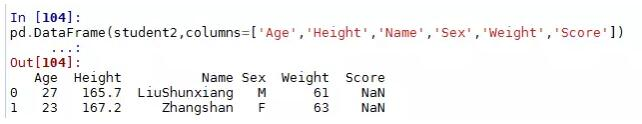 In [104]:
pd.DataFrame(student2,columns=['Age','Height','Name','Sex','Weight','Score'])
...:
Out[104]:
Age Height Name Sex Weight Score
0 27 165.7 LiuShunxiang M 61 NaN
1 23 167.2 Zhangshan F 63 NaN